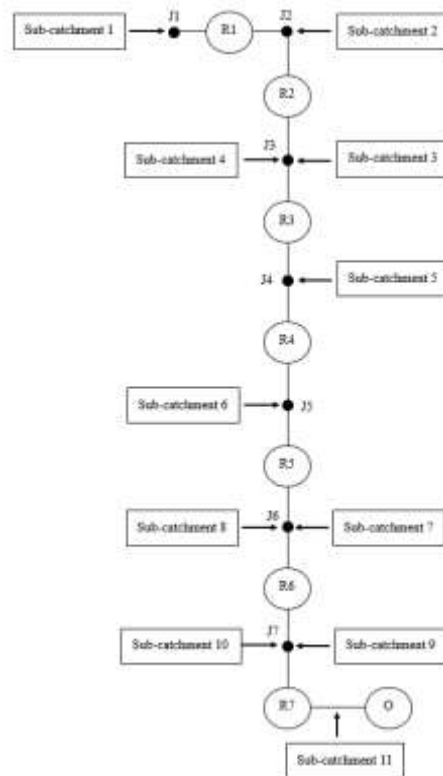 J1
J2
Sub-catchment 1
R1
Sub-catchment 2
R2
J3
Sub-catchment 4
Sub-catchment 3
R3
J4
Sub-catchment 5
R4
Sub-catchment 6
J5
R5
J6
Sub-catchment 8
Sub-catchment 7
R6
J7
Sub-catchment 10
Sub-catchment 9
R7
O
Sub-catchment 11